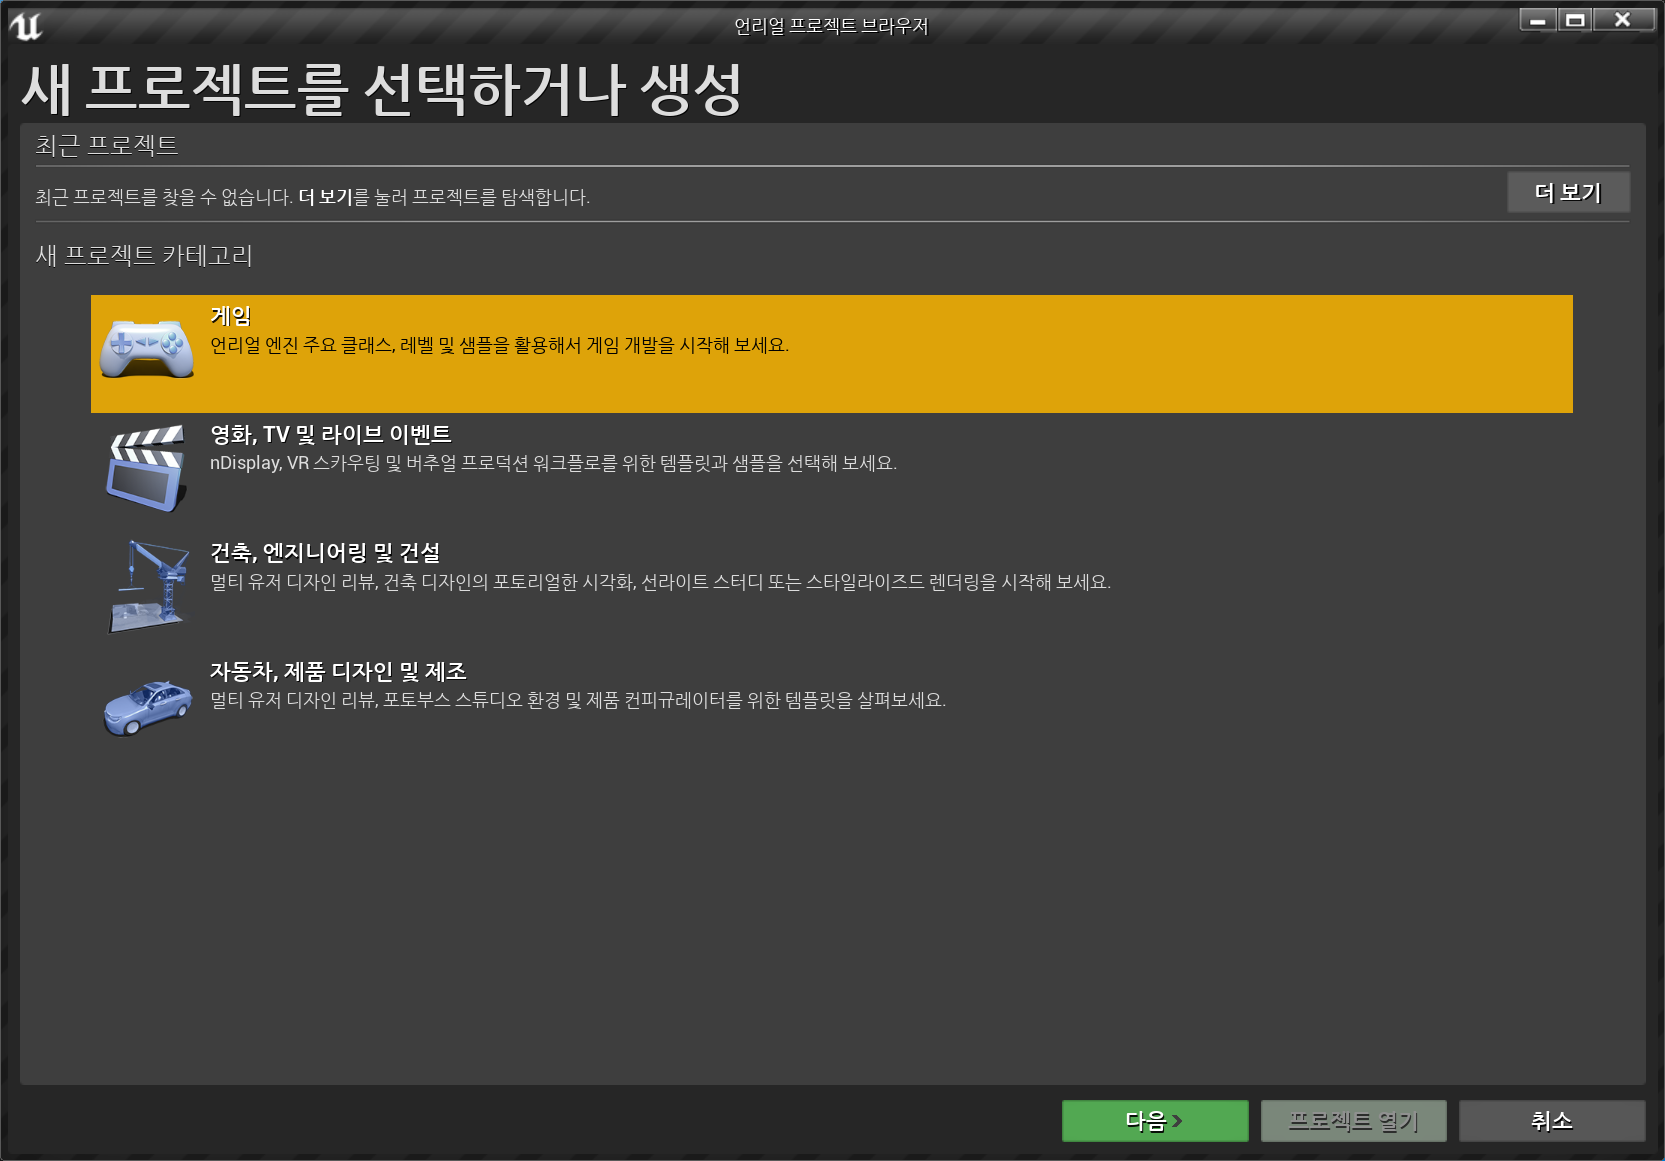 언리얼 프로젝트 브라우저
새 프로젝트를 선택하거나 생성
최근 프로젝트
최근 프로젝트를 찾을 수 없습니다. 더 보기를 눌러 프로젝트를 탐색합니다.
더 보기
새 프로젝트 카테고리
게임
언리얼 엔진 주요 클래스, 레벨 및 샘플을 활용해서 게임 개발을 시작해 보세요.
영화, TV 및 라이브 이벤트
nDisplay, VR 스카우팅 및 버추얼 프로덕션 워크플로를 위한 템플릿과 샘플을 선택해 보세요.
건축, 엔지니어링 및 건설
멀티 유저 디자인 리뷰, 건축 디자인의 포토리얼한 시각화, 선라이트 스터디 또는 스타일라이즈드 렌더링을 시작해 보세요.
자동차, 제품 디자인 및 제조
멀티 유저 디자인 리뷰, 포토부스 스튜디오 환경 및 제품 컨피규레이터를 위한 템플릿을 살펴보세요.
다음 >
프로젝트 열기
취소